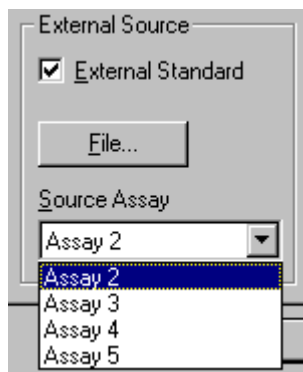 External Source
External Standard
File...
Source Assay
Assay 2
Assay 2
Assay 3
Assay 4
Assay 5